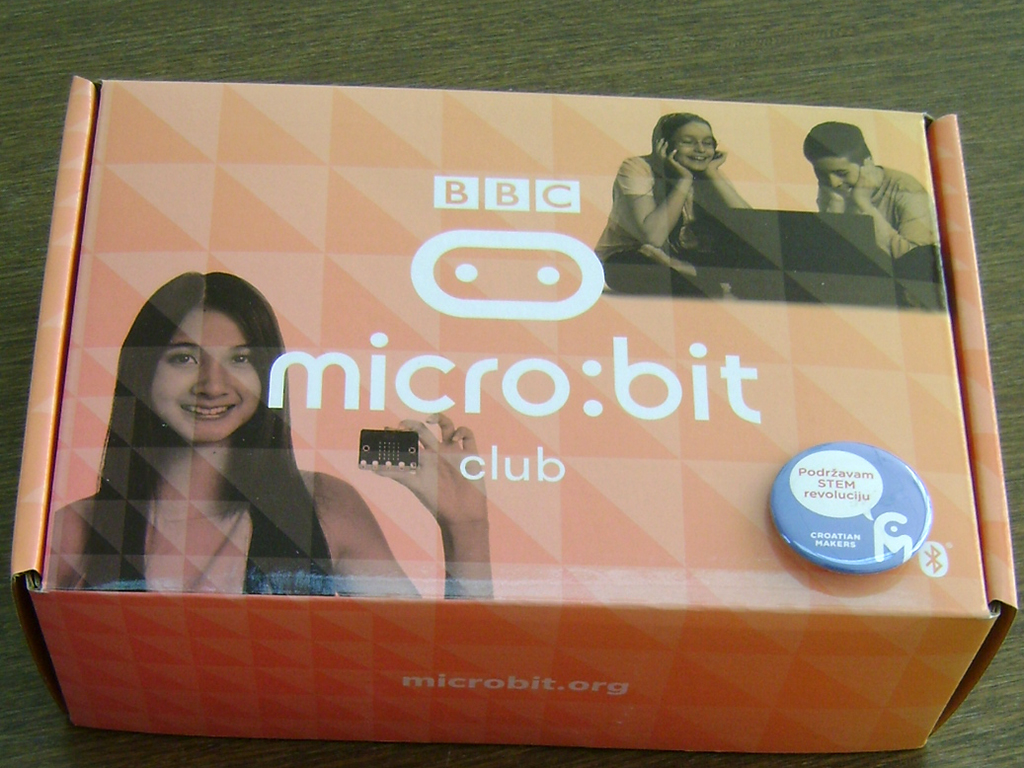 BBC
micro:bit
club
Podržavam
STEM
revoluciju
CROATIAN
MAKERS
microbit.org